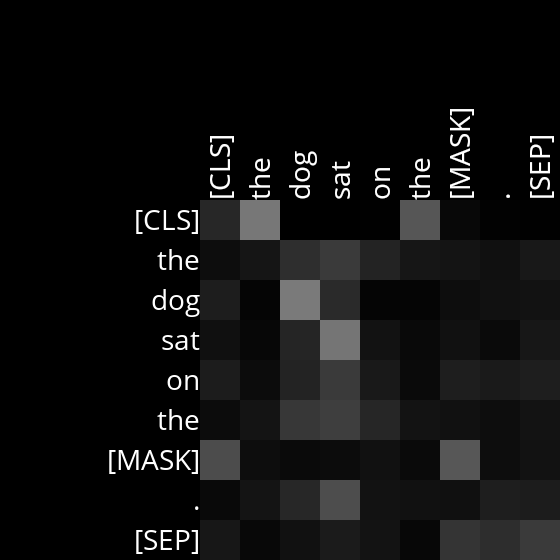 [CLS] the dog sat on the [MASK] . [SEP]
[CLS]
the
dog
sat
on
the
[MASK]
.
[SEP]